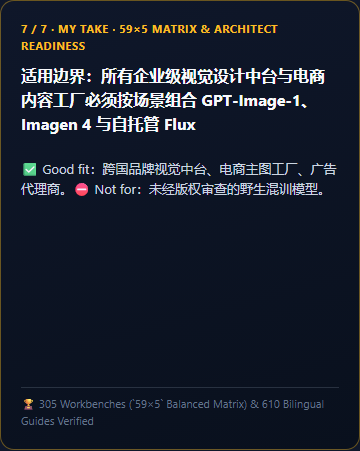 7 / 7 · MY TAKE · 59×5 MATRIX & ARCHITECT
READINESS
适用边界：所有企业级视觉设计中台与电商
内容工厂必须按场景组合 GPT-Image-1、
Imagen 4 与自托管 Flux
✅ Good fit：跨国品牌视觉中台、电商主图工厂、广告
代理商。⛔ Not for：未经版权审查的野生混训模型。
🏆 305 Workbenches (`59×5` Balanced Matrix) & 610 Bilingual
Guides Verified